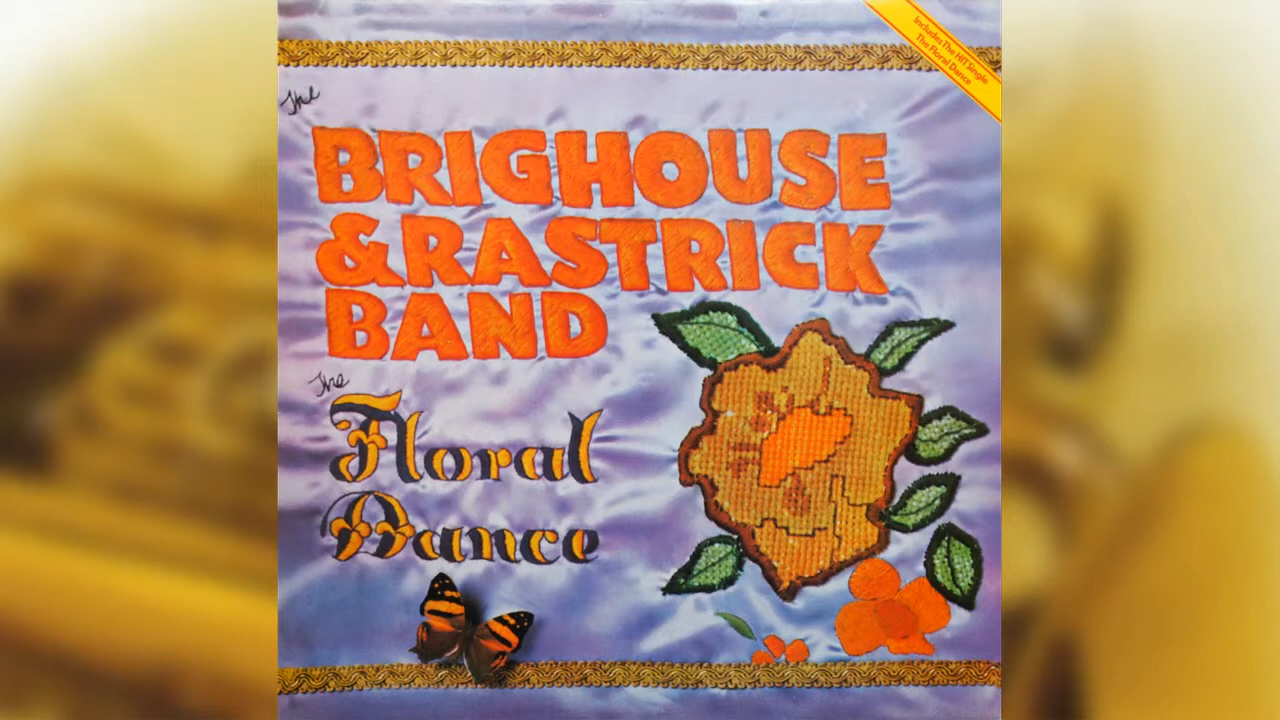 Includes The HIT Single
The Floral Dance
The
BRIGHOUSE
& RASTRICK
BAND
The
Floral
Dance